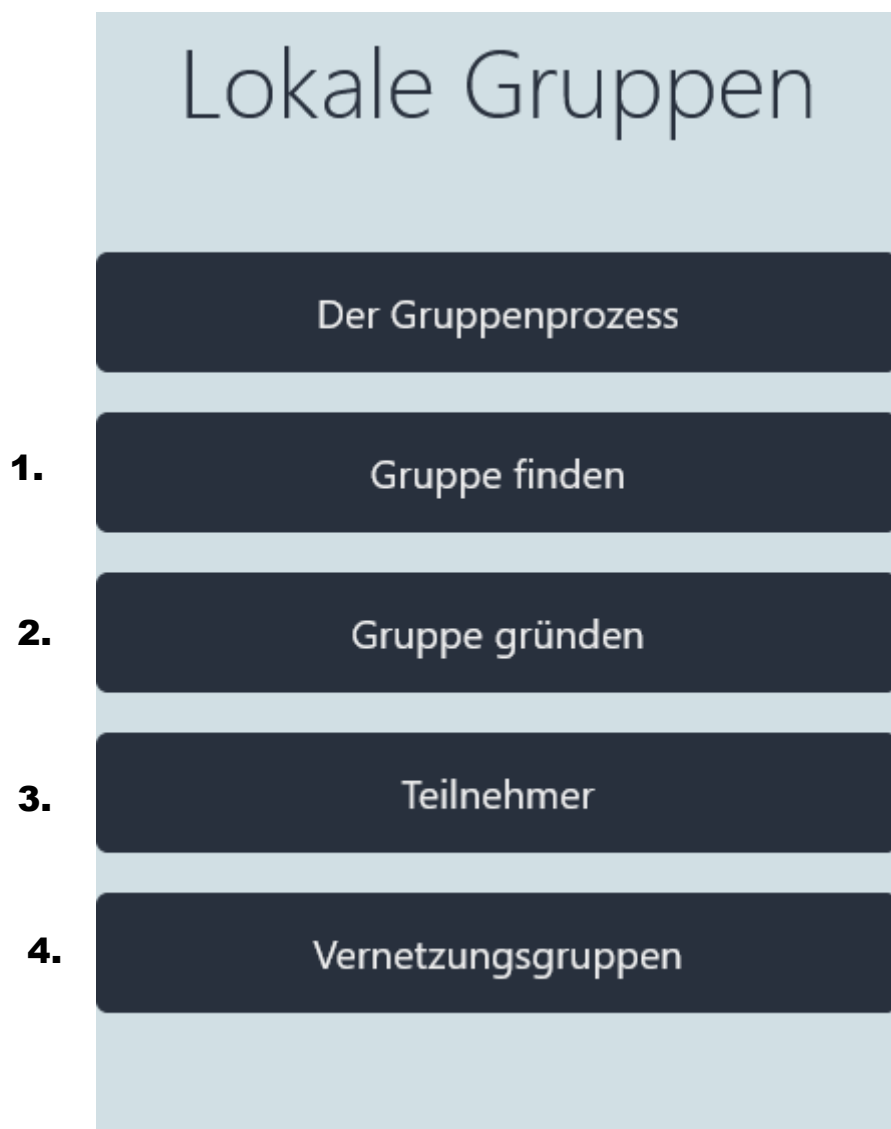 Lokale Gruppen
Der Gruppenprozess
1. Gruppe finden
2. Gruppe gründen
3. Teilnehmer
4. Vernetzungsgruppen